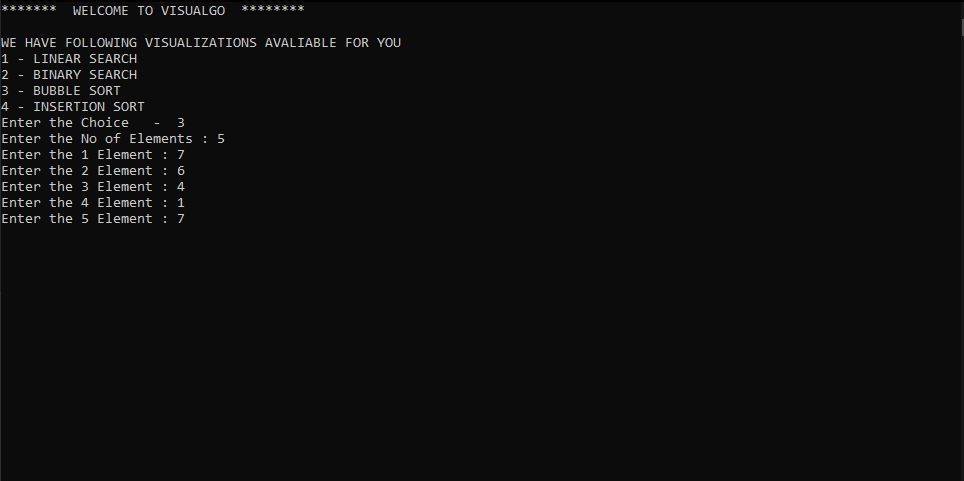 *******  WELCOME TO VISUALGO  ********
WE HAVE FOLLOWING VISUALIZATIONS AVALIABLE FOR YOU
1 - LINEAR SEARCH
2 - BINARY SEARCH
3 - BUBBLE SORT
4 - INSERTION SORT
Enter the Choice   -  3
Enter the No of Elements : 5
Enter the 1 Element : 7
Enter the 2 Element : 6
Enter the 3 Element : 4
Enter the 4 Element : 1
Enter the 5 Element : 7